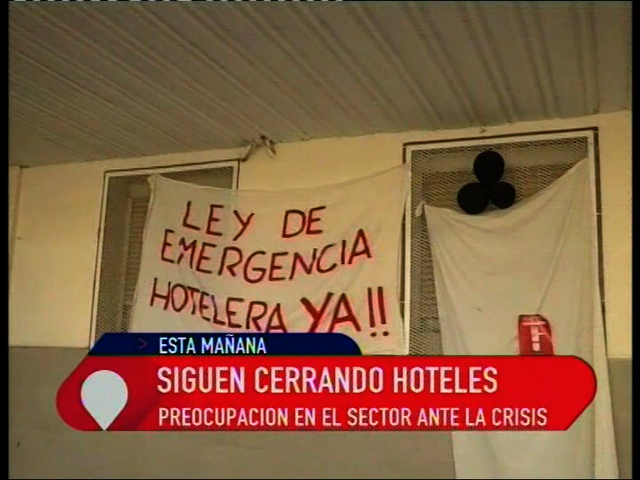 LEY DE
EMERGENCIA
HOTELERA YA!!
> ESTA MAÑANA
SIGUEN CERRANDO HOTELES
PREOCUPACION EN EL SECTOR ANTE LA CRISIS